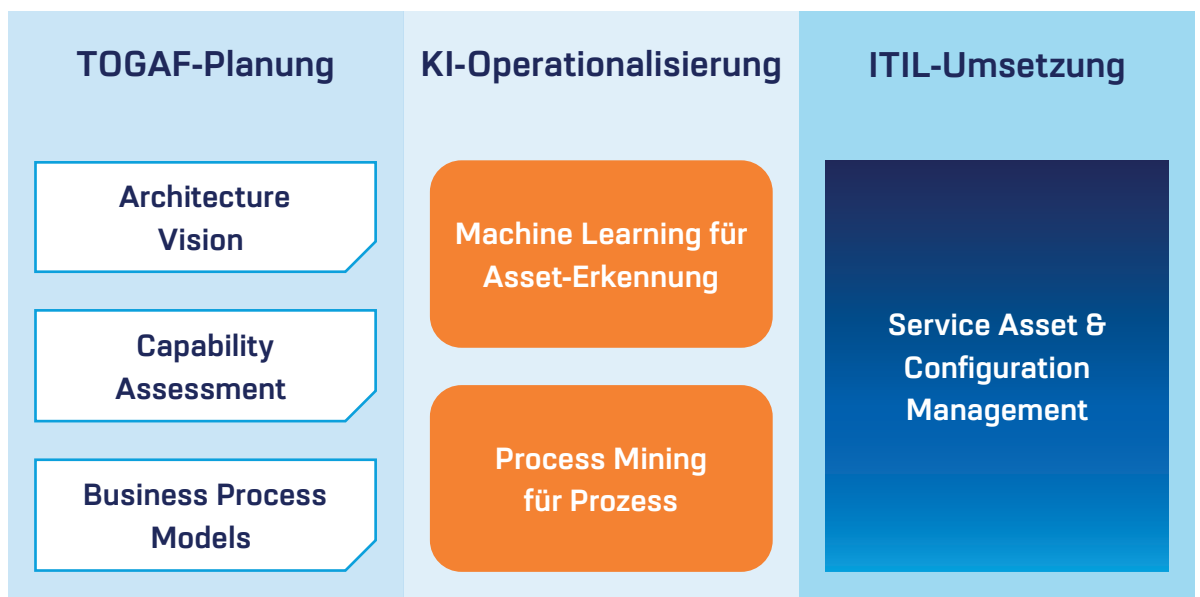 TOGAF-Planung
KI-Operationalisierung
ITIL-Umsetzung
Architecture
Vision
Capability
Assessment
Business Process
Models
Machine Learning für
Asset-Erkennung
Process Mining
für Prozess
Service Asset &
Configuration
Management